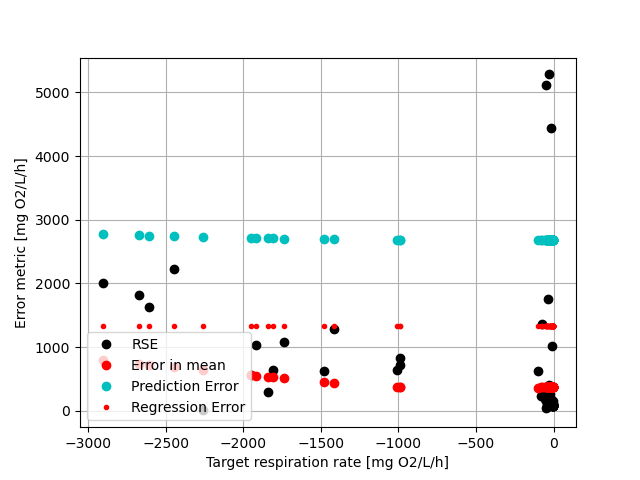 5000
4000
3000
2000
1000
0
Error metric [mg O2/L/h]
RSE
Error in mean
Prediction Error
Regression Error
−3000 −2500 −2000 −1500 −1000 −500 0
Target respiration rate [mg O2/L/h]